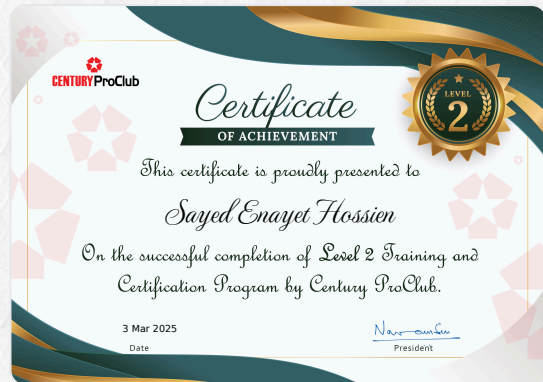 CENTURY ProClub
Certificate
OF ACHIEVEMENT
LEVEL
2
This certificate is proudly presented to
Sayed Enayet Hossien
On the successful completion of Level 2 Training and
Certification Program by Century ProClub.
3 Mar 2025
Date
President